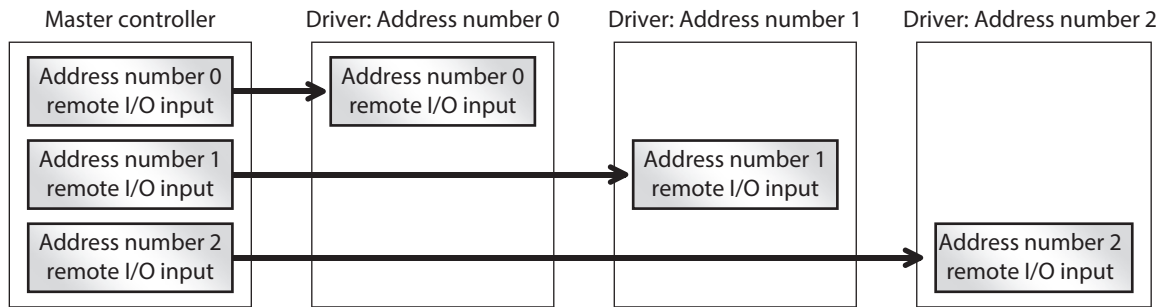 Master controller
Driver: Address number 0
Driver: Address number 1
Driver: Address number 2
Address number 0
remote I/O input
Address number 0
remote I/O input
Address number 1
remote I/O input
Address number 1
remote I/O input
Address number 2
remote I/O input
Address number 2
remote I/O input